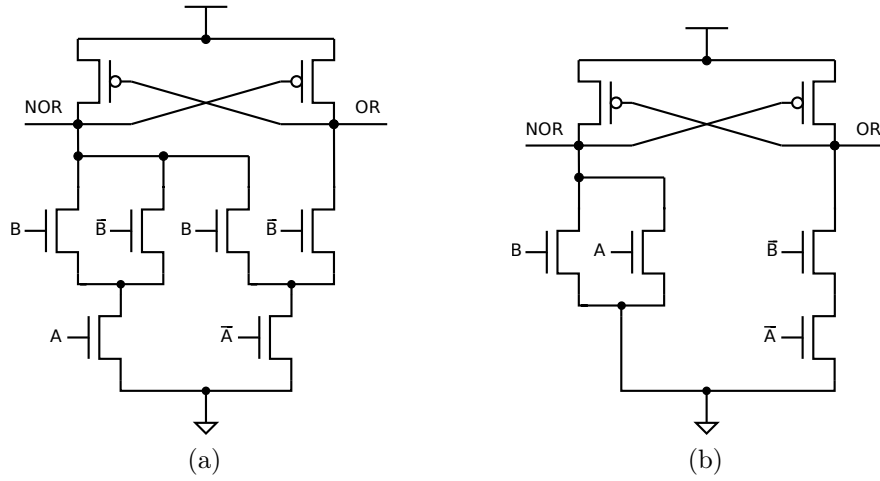 NOR OR
B B̅ B B̅
A A̅
(a)
NOR OR
B A B̅
A̅
(b)